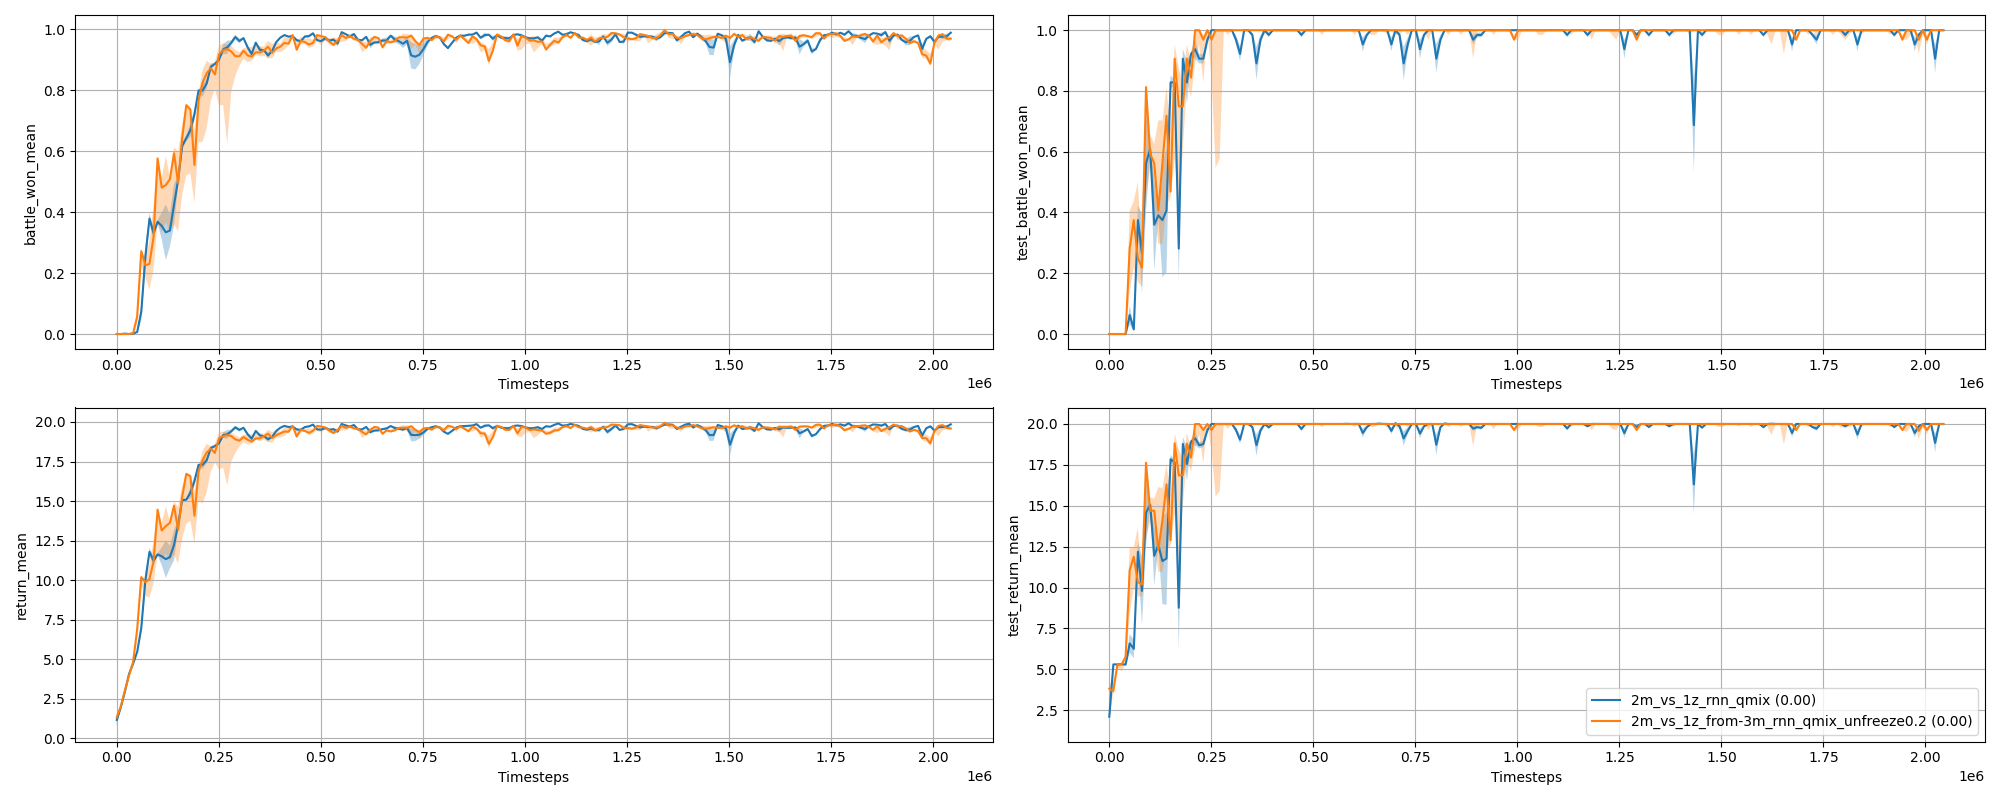 1.0
0.8
0.6
0.4
0.2
0.0
battle_won_mean
0.00 0.25 0.50 0.75 1.00 1.25 1.50 1.75 2.00
Timesteps
1e6
1.0
0.8
0.6
0.4
0.2
0.0
test_battle_won_mean
0.00 0.25 0.50 0.75 1.00 1.25 1.50 1.75 2.00
Timesteps
1e6
20.0
17.5
15.0
12.5
10.0
7.5
5.0
2.5
0.0
return_mean
0.00 0.25 0.50 0.75 1.00 1.25 1.50 1.75 2.00
Timesteps
1e6
20.0
17.5
15.0
12.5
10.0
7.5
5.0
2.5
test_return_mean
2m_vs_1z_rnn_qmix (0.00)
2m_vs_1z_from-3m_rnn_qmix_unfreeze0.2 (0.00)
0.00 0.25 0.50 0.75 1.00 1.25 1.50 1.75 2.00
Timesteps
1e6